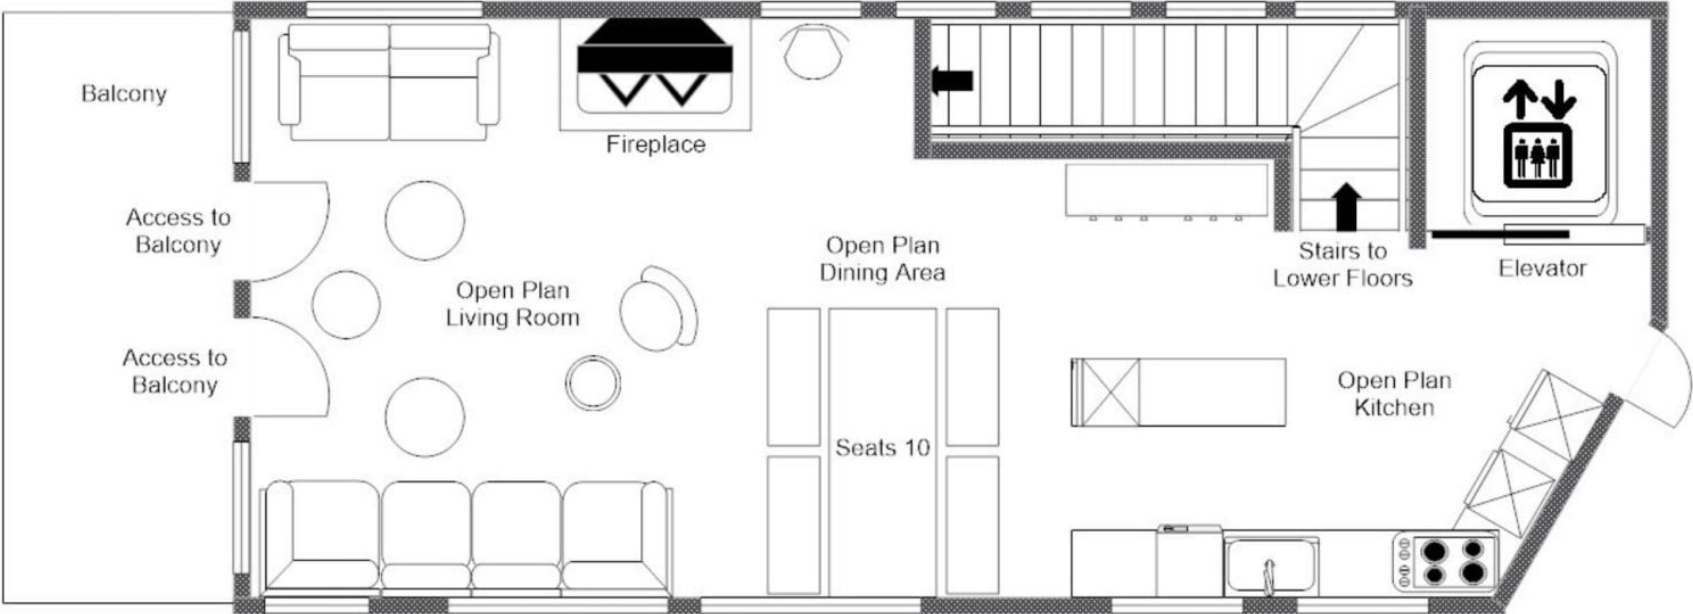 Balcony
Fireplace
Access to
Balcony
Open Plan
Dining Area
Stairs to
Lower Floors
Elevator
Open Plan
Living Room
Access to
Balcony
Open Plan
Kitchen
Seats 10